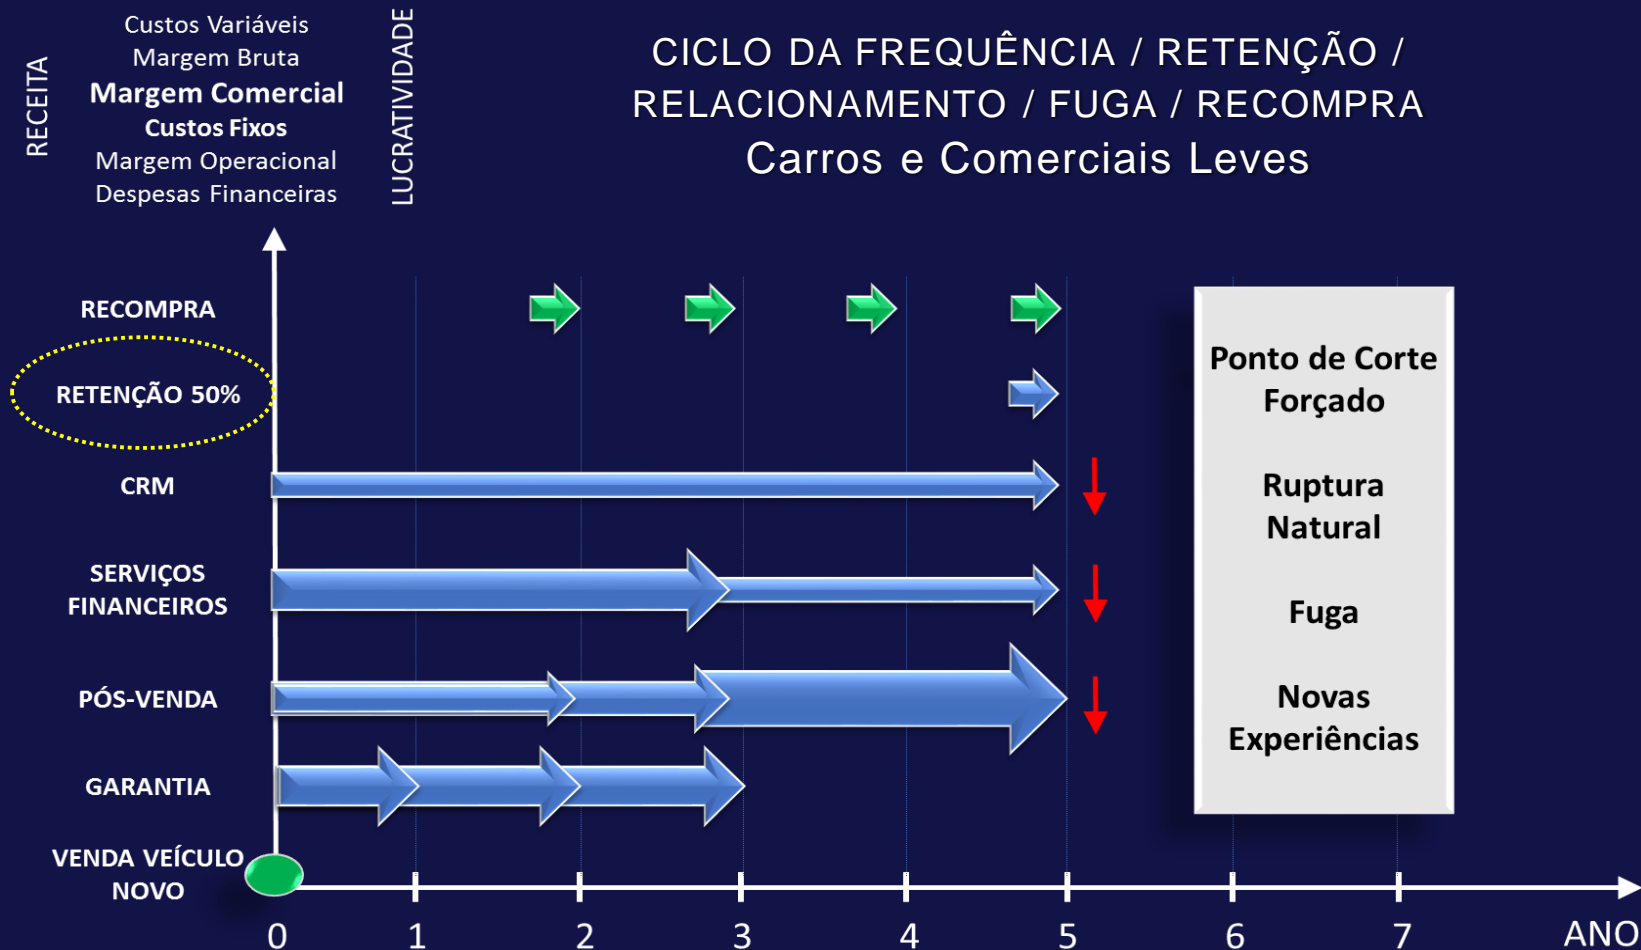 RECEITA
Custos Variáveis
Margem Bruta
Margem Comercial
Custos Fixos
Margem Operacional
Despesas Financeiras
LUCRATIVIDADE
CICLO DA FREQUÊNCIA / RETENÇÃO /
RELACIONAMENTO / FUGA / RECOMPRA
Carros e Comerciais Leves
RECOMPRA
RETENÇÃO 50%
CRM
SERVIÇOS
FINANCEIROS
PÓS-VENDA
GARANTIA
VENDA VEÍCULO
NOVO
Ponto de Corte
Forçado
Ruptura
Natural
Fuga
Novas
Experiências
0 1 2 3 4 5 6 7 ANO